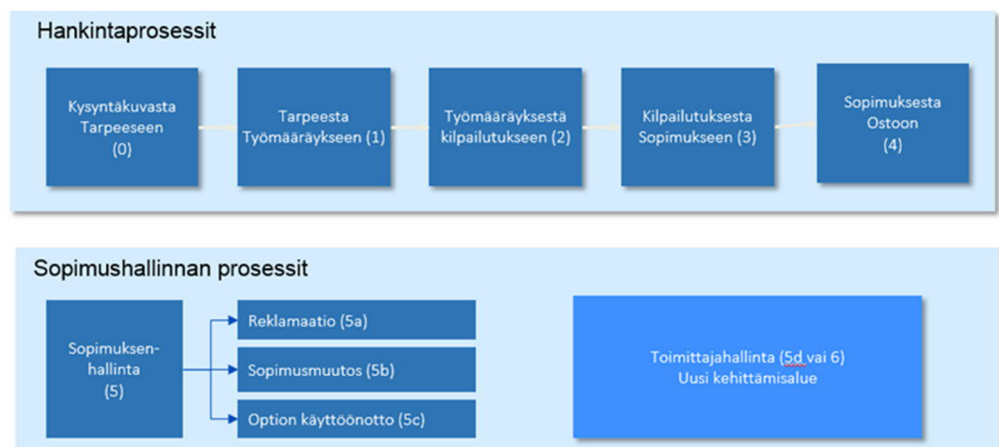 Hankintaprosessit
Kysyntäkuvasta
Tarpeeseen
(0)
Tarpeesta
Työmääräykseen (1)
Työmääräyksestä
kilpailutukseen (2)
Kilpailutuksesta
Sopimukseen (3)
Sopimuksesta
Ostoon
(4)
Sopimushallinnan prosessit
Sopimuksen-
hallinta
(5)
Reklamaatio (5a)
Sopimusmuutos (5b)
Option käyttöönotto (5c)
Toimittajahallinta (5d vai 6)
Uusi kehittämisalue